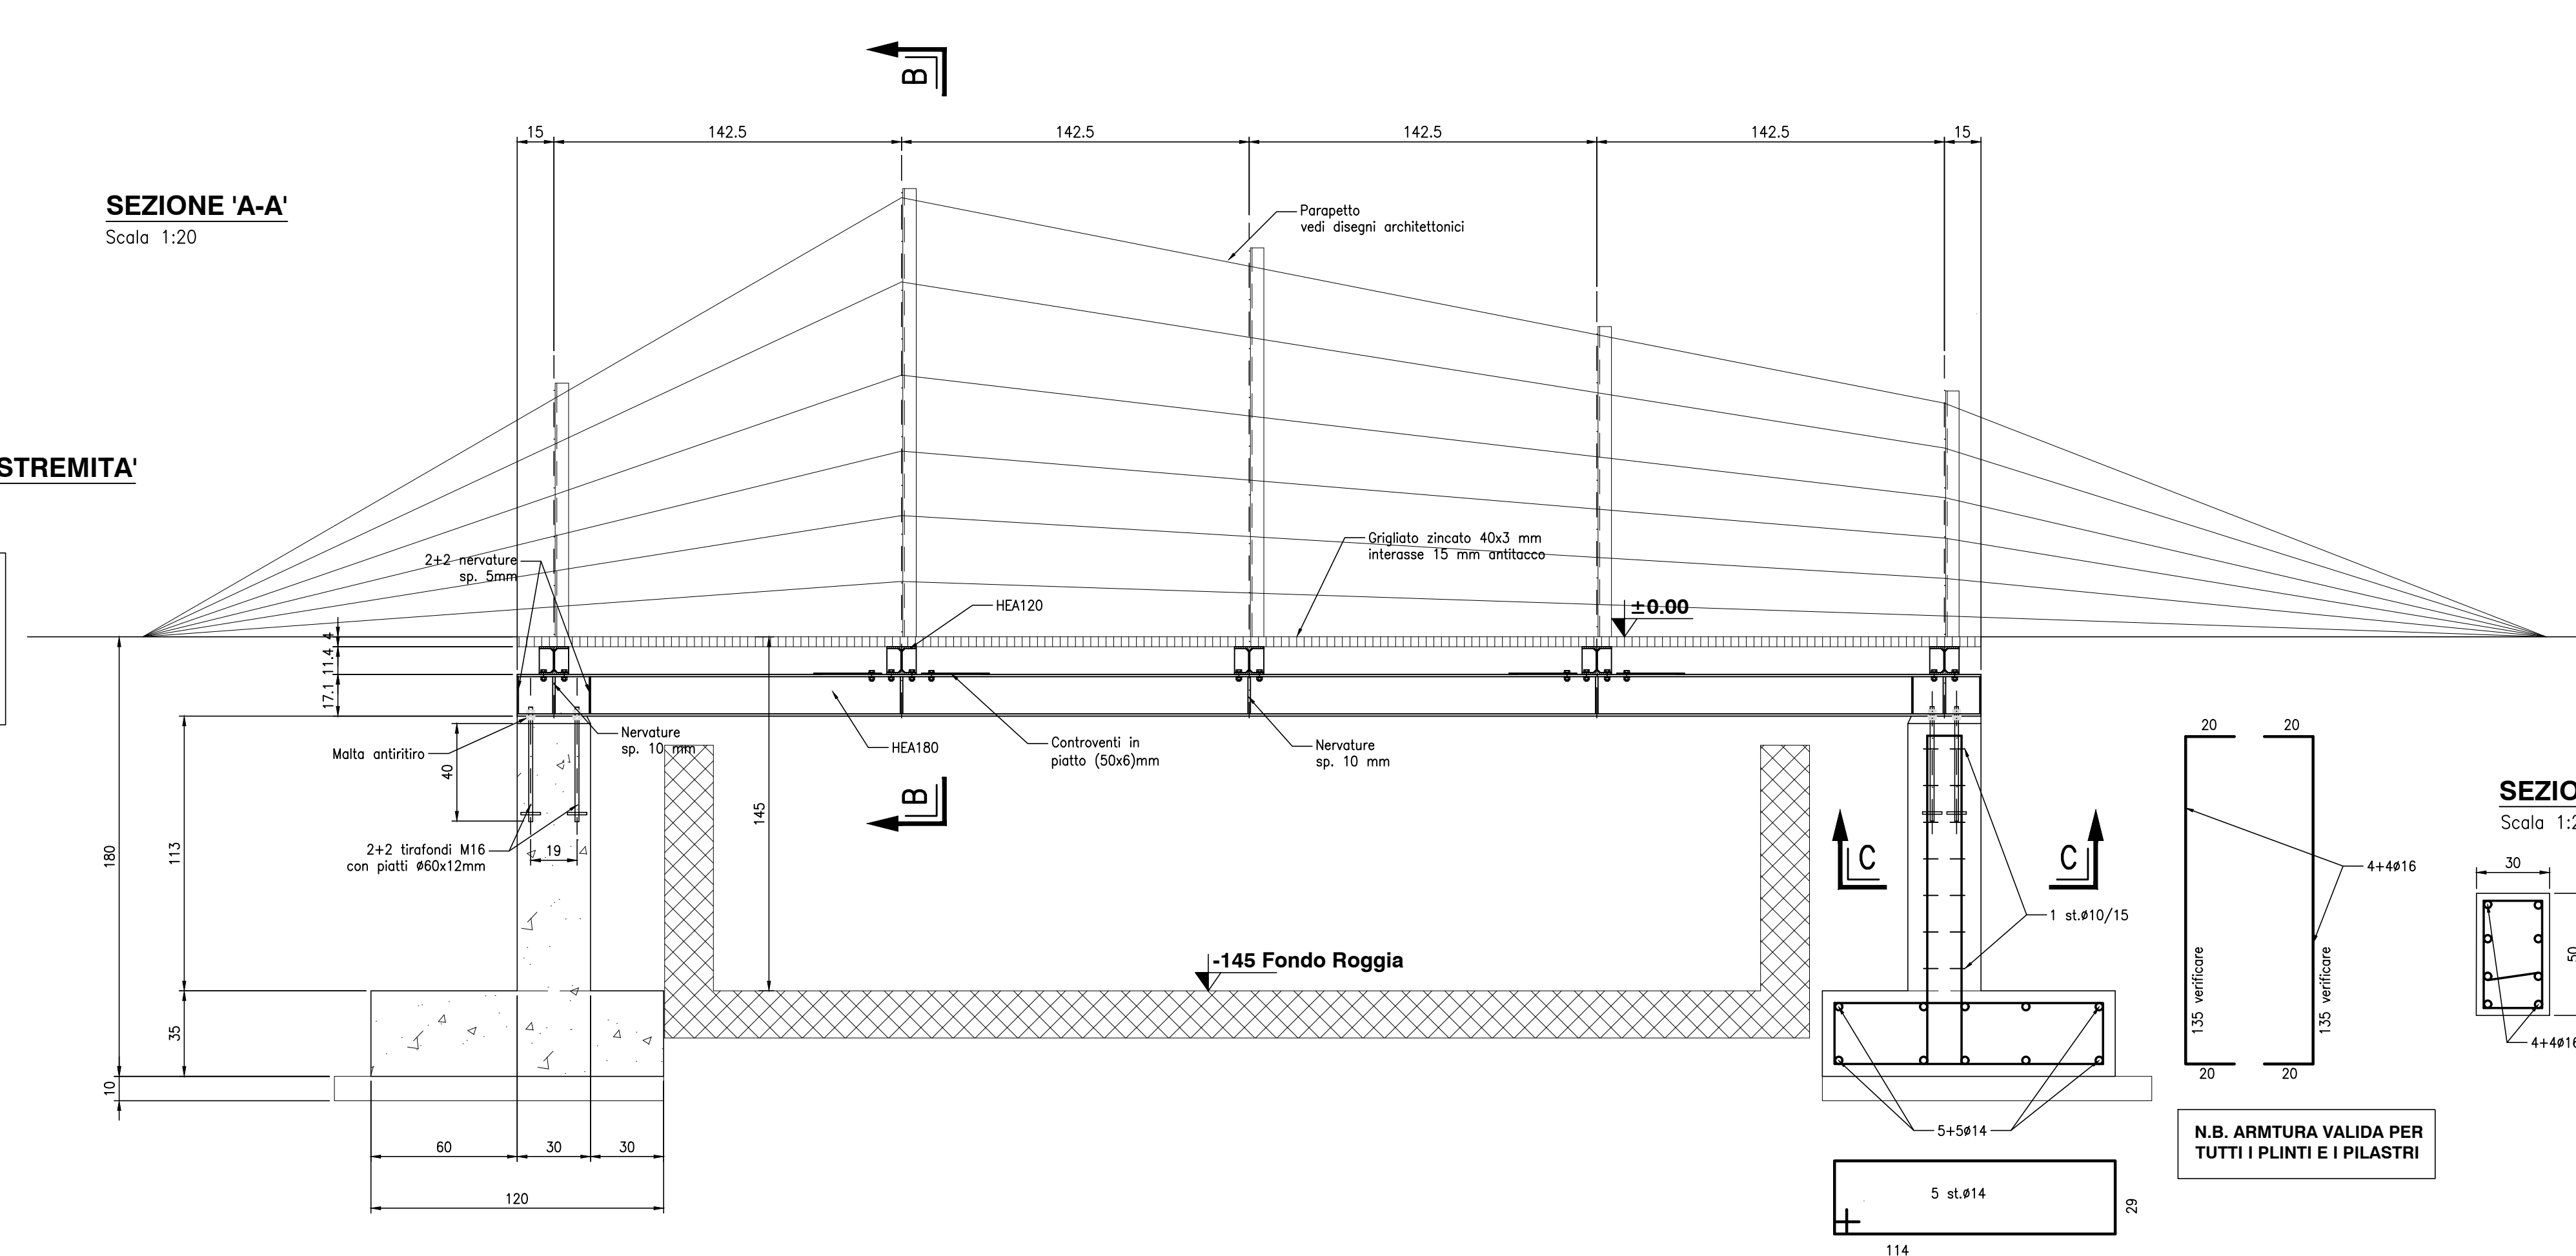 B
15
142.5
142.5
142.5
142.5
15
SEZIONE 'A-A'
Scala 1:20
Parapetto
vedi disegni architettonici
STREMITA'
2+2 nervature
sp. 5mm
Grigliato zincato 40x3 mm
interasse 15 mm antitacco
HEA120
±0.00
4
11.4
17.1
Malta antiritiro
Nervature
sp. 10 mm
HEA180
Controventi in
piatto (50x6)mm
Nervature
sp. 10 mm
40
B
145
180
113
2+2 tirafondi M16
con piatti ø60x12mm
19
C
C
20
20
SEZIO
Scala 1:2
4+4ø16
30
1 st.ø10/15
135 verificare
135 verificare
50
4+4ø16
-145 Fondo Roggia
35
10
20
20
60
30
30
120
5+5ø14
N.B. ARMTURA VALIDA PER
TUTTI I PLINTI E I PILASTRI
5 st.ø14
29
114